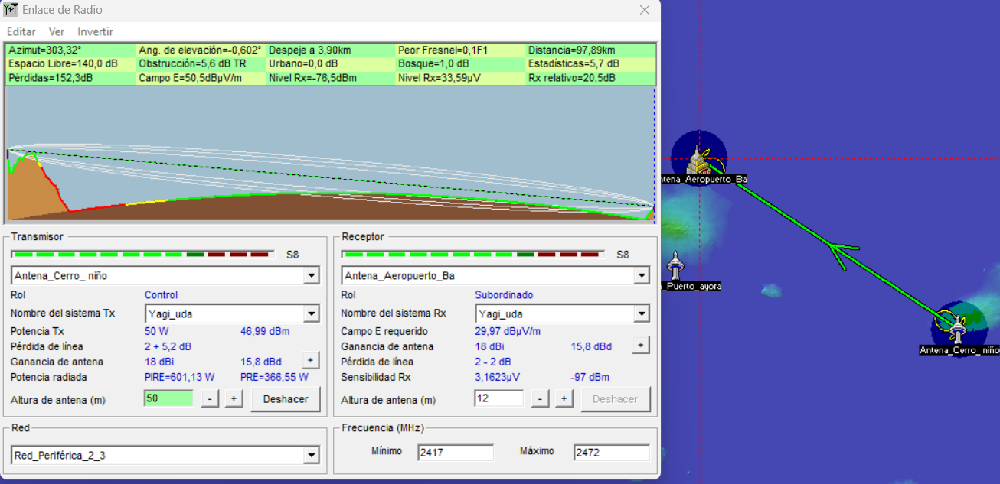 Enlace de Radio
Editar Ver Invertir
Azimut=303,32° Ang. de elevación=-0,602° Despeje a 3,90km Peor Fresnel=0,1F1 Distancia=97,89km
Espacio Libre=140,0 dB Obstrucción=5,6 dB TR Urbano=0,0 dB Bosque=1,0 dB Estadísticas=5,7 dB
Pérdidas=152,3dB Campo E=50,5dBµV/m Nivel Rx=-76,5dBm Nivel Rx=33,59µV Rx relativo=20,5dB
Transmisor
S8
Antena_Cerro_ niño
Rol Control
Nombre del sistema Tx Yagi_uda
Potencia Tx 50 W 46,99 dBm
Pérdida de línea 2 + 5,2 dB
Ganancia de antena 18 dBi 15,8 dBd +
Potencia radiada PIRE=601,13 W PRE=366,55 W
Altura de antena (m) 50 - + Deshacer
Receptor
S8
Antena_Aeropuerto_Ba
Rol Subordinado
Nombre del sistema Rx Yagi_uda
Campo E requerido 29,97 dBµV/m
Ganancia de antena 18 dBi 15,8 dBd +
Pérdida de línea 2 - 2 dB
Sensibilidad Rx 3,1623µV -97 dBm
Altura de antena (m) 12 - + Deshacer
Red
Red_Periférica_2_3
Frecuencia (MHz)
Mínimo 2417 Máximo 2472
ntena_Aeropuerto_Ba
_Puerto_ayora
Antena_Cerro_ niño